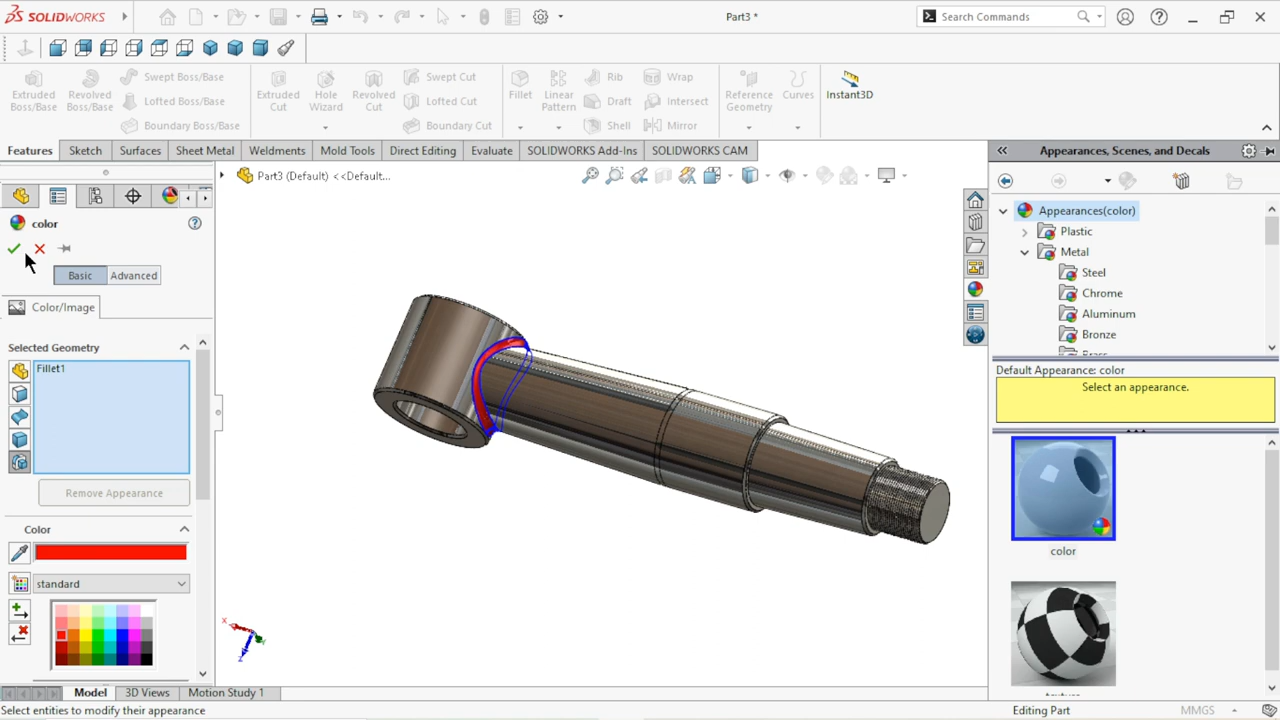 SOLIDWORKS
Part3 *
Search Commands
Extruded Boss/Base
Revolved Boss/Base
Swept Boss/Base
Lofted Boss/Base
Boundary Boss/Base
Extruded Cut
Hole Wizard
Revolved Cut
Swept Cut
Lofted Cut
Boundary Cut
Fillet
Linear Pattern
Rib
Draft
Shell
Wrap
Intersect
Mirror
Reference Geometry
Curves
Instant3D
Features
Sketch
Surfaces
Sheet Metal
Weldments
Mold Tools
Direct Editing
Evaluate
SOLIDWORKS Add-Ins
SOLIDWORKS CAM
Part3 (Default) <<Default...
color
Basic
Advanced
Color/Image
Selected Geometry
Fillet1
Remove Appearance
Color
standard
Appearances, Scenes, and Decals
Appearances(color)
Plastic
Metal
Steel
Chrome
Aluminum
Bronze
Default Appearance: color
Select an appearance.
color
X
Y
Z
Model
3D Views
Motion Study 1
Select entities to modify their appearance
Editing Part
MMGS